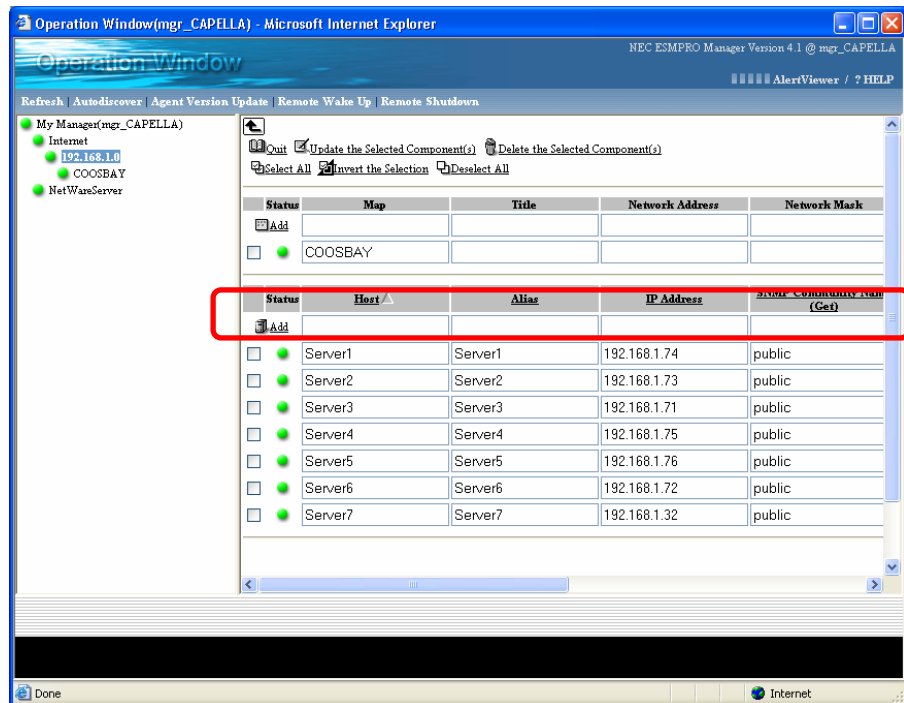 Operation Window(mgr_CAPELLA) - Microsoft Internet Explorer
NEC ESMPRO Manager Version 4.1 @ mgr_CAPELLA
Operation Window
AlertViewer / ? HELP
Refresh | Autodiscover | Agent Version Update | Remote Wake Up | Remote Shutdown
My Manager(mgr_CAPELLA)
Internet
192.168.1.0
COOSBAY
NetWareServer
Quit Update the Selected Component(s) Delete the Selected Component(s)
Select All Invert the Selection Deselect All
Status Map Title Network Address Network Mask
Add
COOSBAY
Status Host Alias IP Address SNMP Community Nam
(Get)
Add
Server1 Server1 192.168.1.74 public
Server2 Server2 192.168.1.73 public
Server3 Server3 192.168.1.71 public
Server4 Server4 192.168.1.75 public
Server5 Server5 192.168.1.76 public
Server6 Server6 192.168.1.72 public
Server7 Server7 192.168.1.32 public
Done Internet